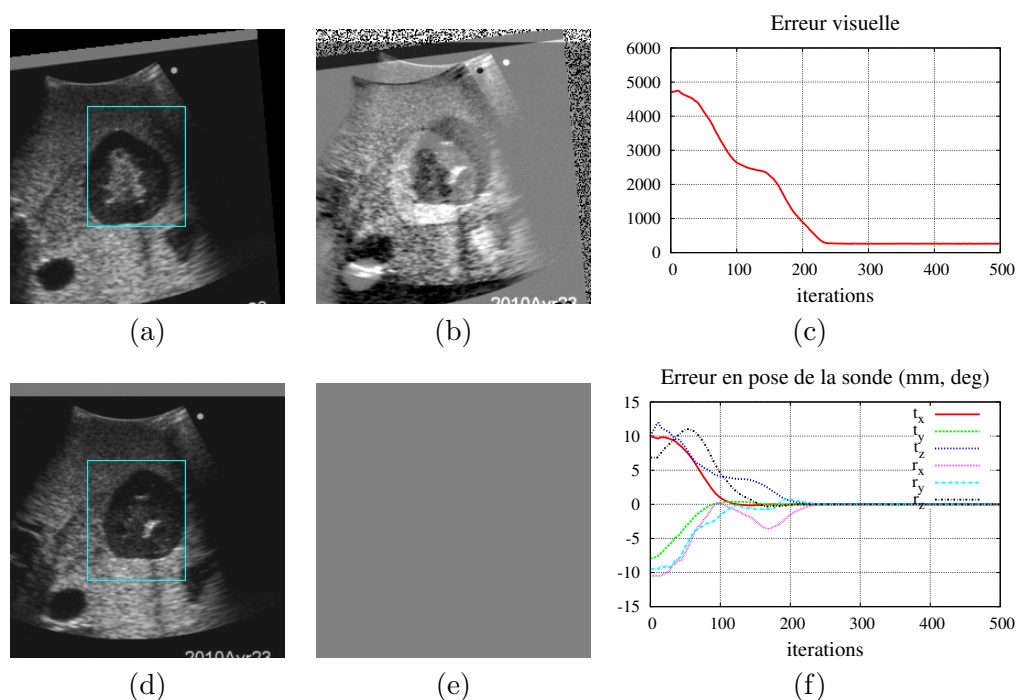 Erreur visuelle
6000
5000
4000
3000
2000
1000
0
0 100 200 300 400 500
iterations
2010Avr23
(a) (b) (c)
Erreur en pose de la sonde (mm, deg)
15
10
5
0
-5
-10
-15
t_x
t_y
t_z
r_x
r_y
r_z
0 100 200 300 400 500
iterations
2010Avr23
(d) (e) (f)